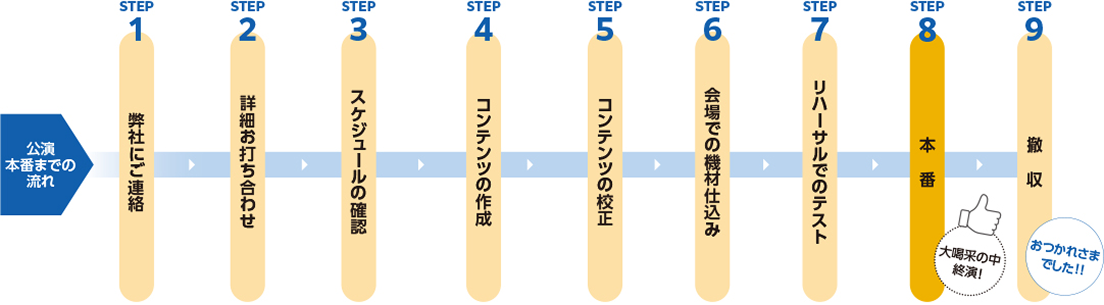 公演
本番までの
流れ
STEP
1
弊社にご連絡
STEP
2
詳細お打ち合わせ
STEP
3
スケジュールの確認
STEP
4
コンテンツの作成
STEP
5
コンテンツの校正
STEP
6
会場での機材仕込み
STEP
7
リハーサルでのテスト
STEP
8
本番
大喝采の中
終演!
STEP
9
撤収
おつかれさま
でした!!